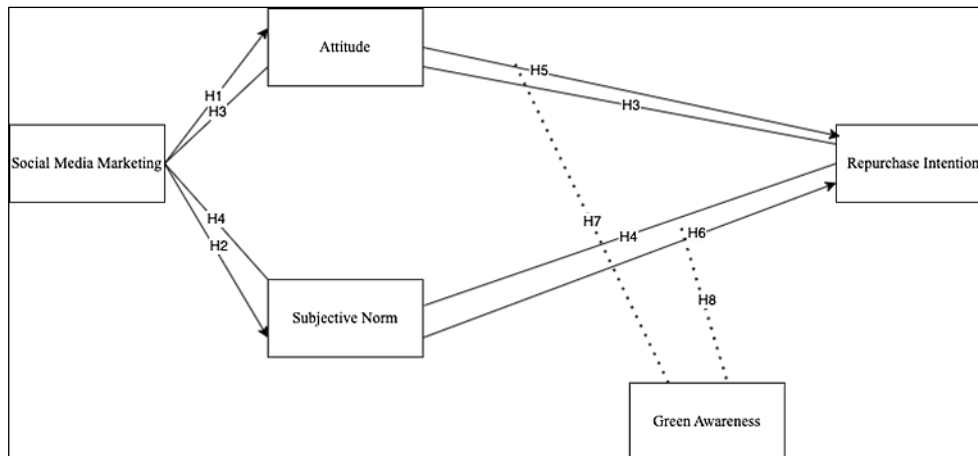 Attitude
H5
H1
H3
H3
Social Media Marketing
Repurchase Intention
H4
H2
H7
H4
H6
H8
Subjective Norm
Green Awareness